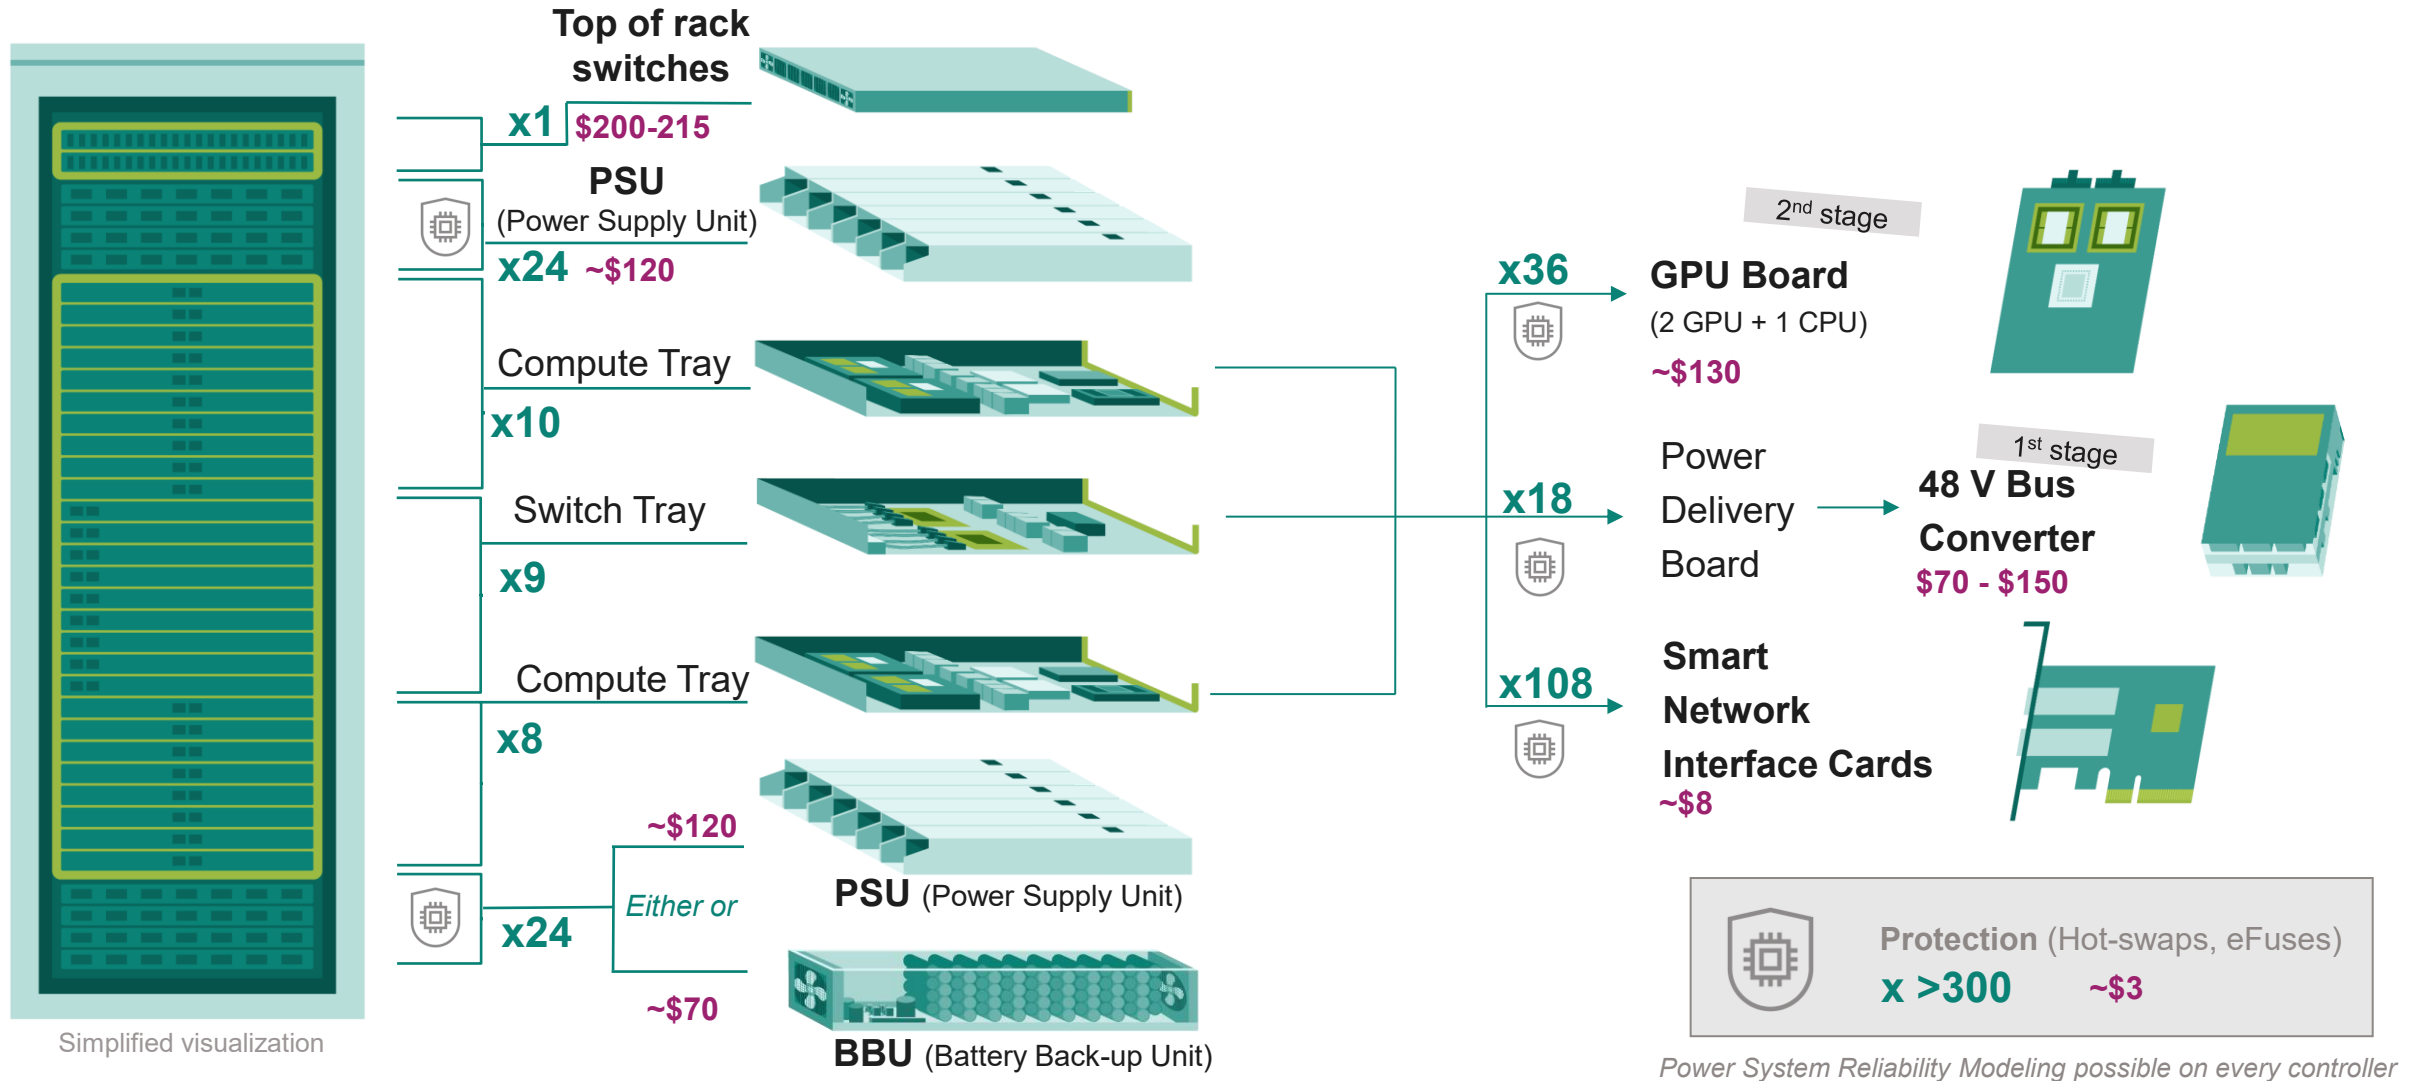 Top of rack
switches
x1
$200-215
PSU
(Power Supply Unit)
x24 ~$120
Compute Tray
x10
Switch Tray
x9
Compute Tray
x8
~$120
Either or
x24
PSU (Power Supply Unit)
~$70
BBU (Battery Back-up Unit)
Simplified visualization
2nd stage
x36
GPU Board
(2 GPU + 1 CPU)
~$130
x18
Power
Delivery
Board
1st stage
48 V Bus
Converter
$70 - $150
x108
Smart
Network
Interface Cards
~$8
Protection (Hot-swaps, eFuses)
x >300 ~$3
Power System Reliability Modeling possible on every controller